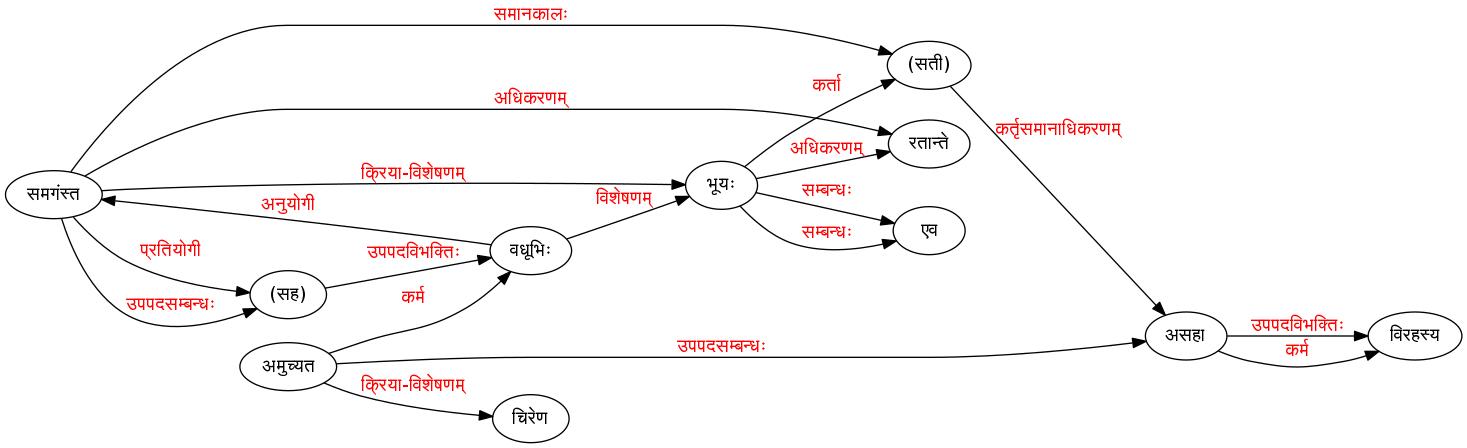 समानकालः
(सती)
कर्ता
अधिकरणम्
कर्तृसमानाधिकरणम्
अधिकरणम्
रतान्ते
क्रिया-विशेषणम्
समगंस्त
भूयः
सम्बन्धः
अनुयोगी
विशेषणम्
सम्बन्धः
एव
प्रतियोगी
उपपदविभक्तिः
वधूभिः
(सह)
उपपदसम्बन्धः
कर्म
उपपदसम्बन्धः
असहा
उपपदविभक्तिः
विरहस्य
कर्म
अमुच्यत
क्रिया-विशेषणम्
चिरेण